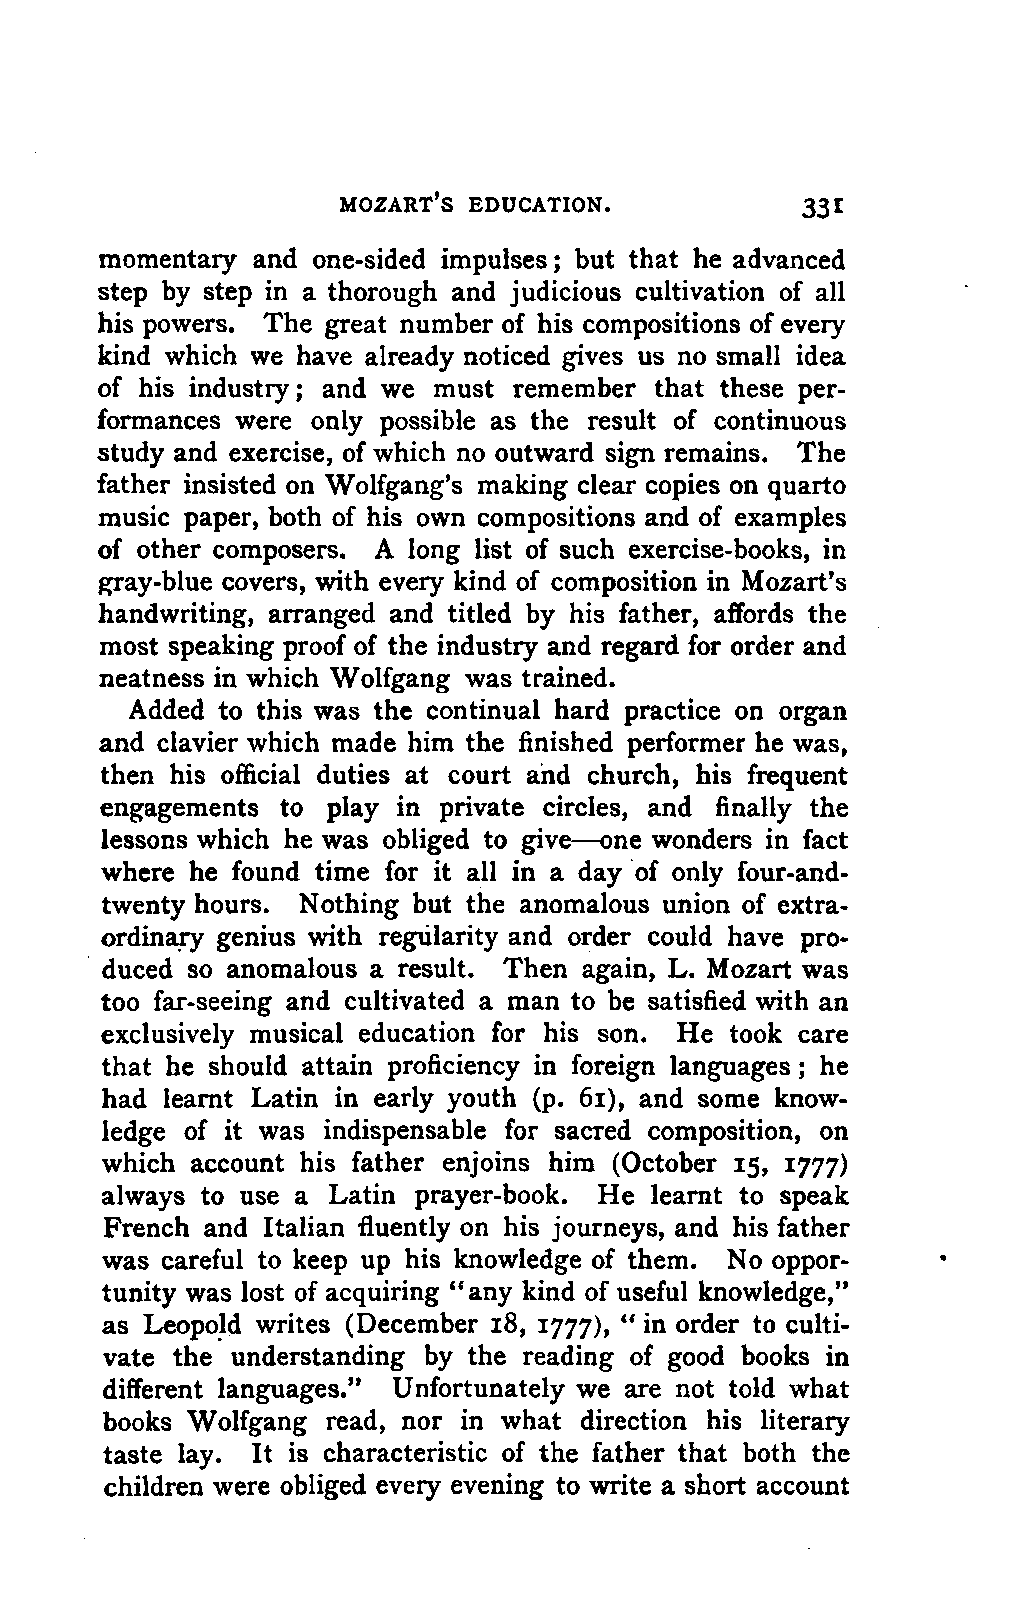 MOZART'S EDUCATION. 331
momentary and one-sided impulses; but that he advanced
step by step in a thorough and judicious cultivation of all
his powers. The great number of his compositions of every
kind which we have already noticed gives us no small idea
of his industry; and we must remember that these per-
formances were only possible as the result of continuous
study and exercise, of which no outward sign remains. The
father insisted on Wolfgang's making clear copies on quarto
music paper, both of his own compositions and of examples
of other composers. A long list of such exercise-books, in
gray-blue covers, with every kind of composition in Mozart's
handwriting, arranged and titled by his father, affords the
most speaking proof of the industry and regard for order and
neatness in which Wolfgang was trained.
Added to this was the continual hard practice on organ
and clavier which made him the finished performer he was,
then his official duties at court and church, his frequent
engagements to play in private circles, and finally the
lessons which he was obliged to give—one wonders in fact
where he found time for it all in a day of only four-and-
twenty hours. Nothing but the anomalous union of extra-
ordinary genius with regularity and order could have pro-
duced so anomalous a result. Then again, L. Mozart was
too far-seeing and cultivated a man to be satisfied with an
exclusively musical education for his son. He took care
that he should attain proficiency in foreign languages; he
had learnt Latin in early youth (p. 61), and some know-
ledge of it was indispensable for sacred composition, on
which account his father enjoins him (October 15, 1777)
always to use a Latin prayer-book. He learnt to speak
French and Italian fluently on his journeys, and his father
was careful to keep up his knowledge of them. No oppor-
tunity was lost of acquiring "any kind of useful knowledge,"
as Leopold writes (December 18, 1777), "in order to culti-
vate the understanding by the reading of good books in
different languages." Unfortunately we are not told what
books Wolfgang read, nor in what direction his literary
taste lay. It is characteristic of the father that both the
children were obliged every evening to write a short account